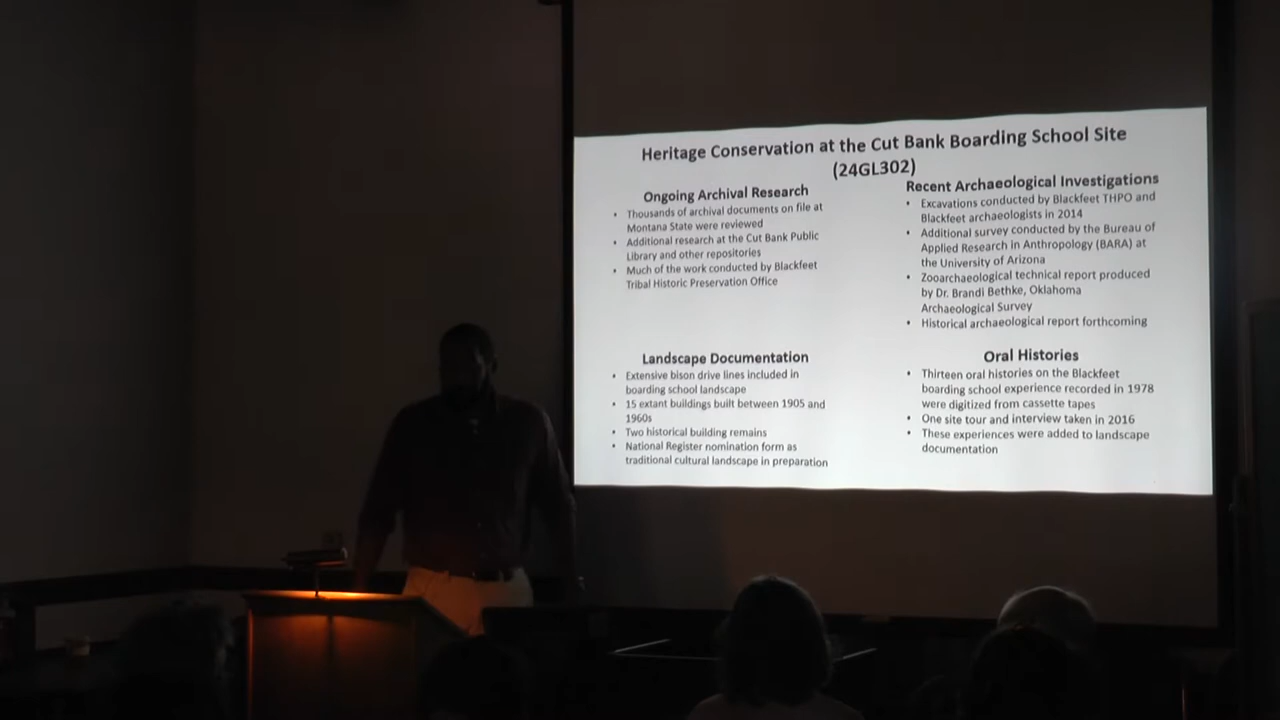 Heritage Conservation at the Cut Bank Boarding School Site
(24GL302)
Ongoing Archival Research
• Thousands of archival documents on file at
Montana State were reviewed
• Additional research at the Cut Bank Public
Library and other repositories
• Much of the work conducted by Blackfeet
Tribal Historic Preservation Office
Recent Archaeological Investigations
• Excavations conducted by Blackfeet THPO and
Blackfeet archaeologists in 2014
• Additional survey conducted by the Bureau of
Applied Research in Anthropology (BARA) at
the University of Arizona
• Zooarchaeological technical report produced
by Dr. Brandi Bethke, Oklahoma
Archaeological Survey
• Historical archaeological report forthcoming
Landscape Documentation
• Extensive bison drive lines included in
boarding school landscape
• 15 extant buildings built between 1905 and
1960s
• Two historical building remains
• National Register nomination form as
traditional cultural landscape in preparation
Oral Histories
• Thirteen oral histories on the Blackfeet
boarding school experience recorded in 1978
were digitized from cassette tapes
• One site tour and interview taken in 2016
• These experiences were added to landscape
documentation